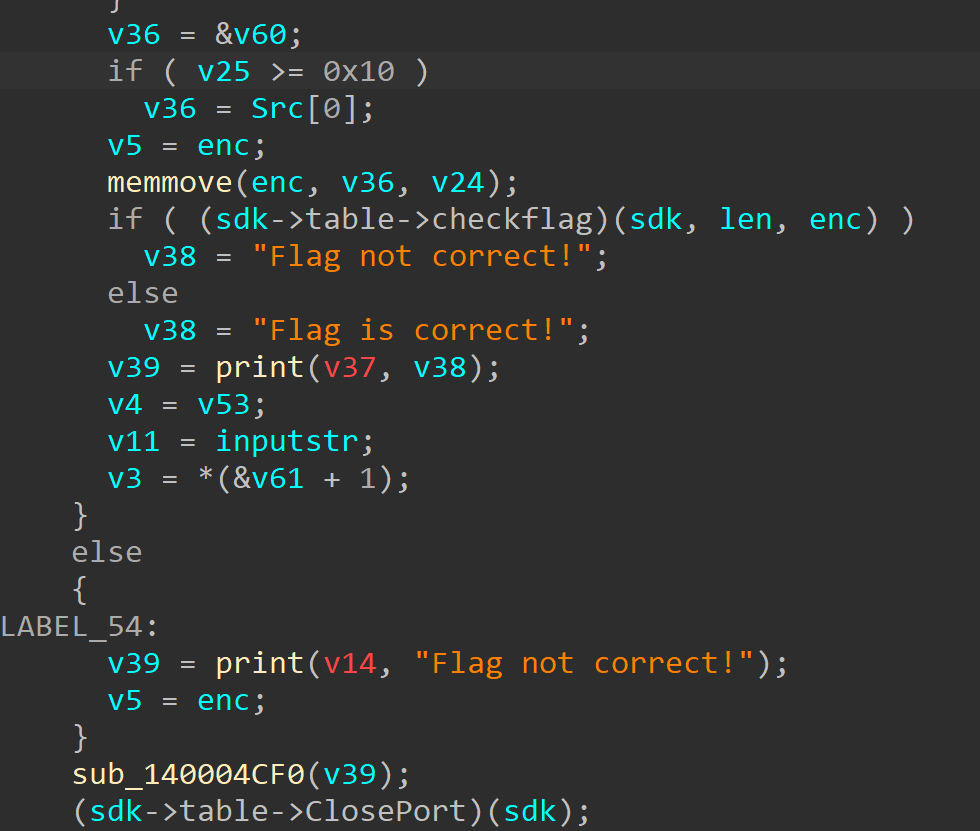 }
v36 = &v60;
if ( v25 >= 0x10 )
v36 = Src[0];
v5 = enc;
memmove(enc, v36, v24);
if ( (sdk->table->checkflag)(sdk, len, enc) )
v38 = "Flag not correct!";
else
v38 = "Flag is correct!";
v39 = print(v37, v38);
v4 = v53;
v11 = inputstr;
v3 = *(&v61 + 1);
}
else
{
LABEL_54:
v39 = print(v14, "Flag not correct!");
v5 = enc;
}
sub_140004CF0(v39);
(sdk->table->ClosePort)(sdk);